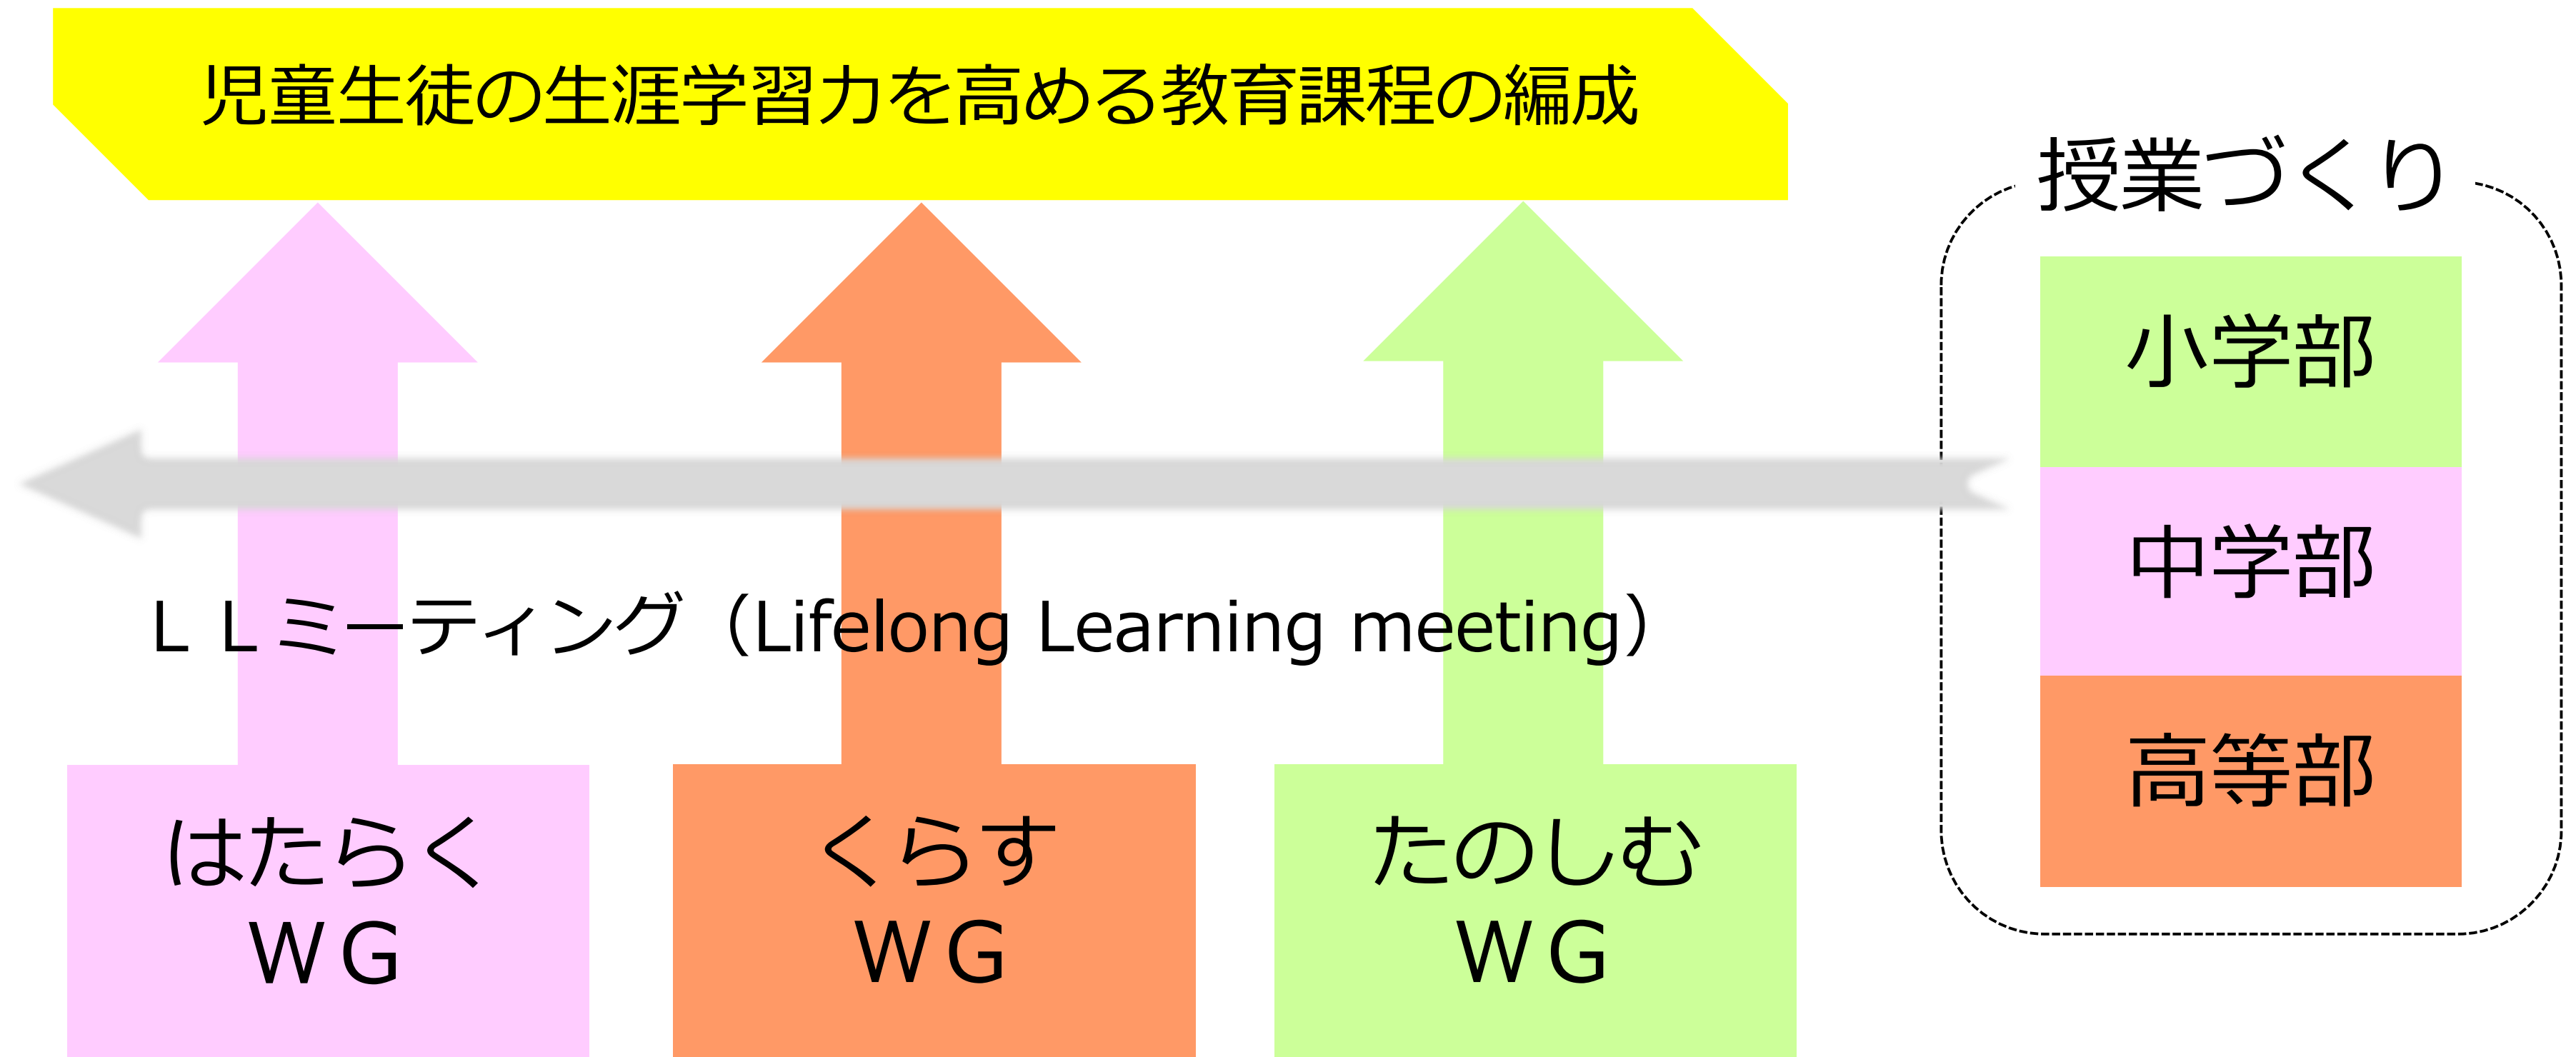 児童生徒の生涯学習力を高める教育課程の編成
授業づくり
小学部
中学部
高等部
ＬＬミーティング（Lifelong Learning meeting）
はたらく
ＷＧ
くらす
ＷＧ
たのしむ
ＷＧ